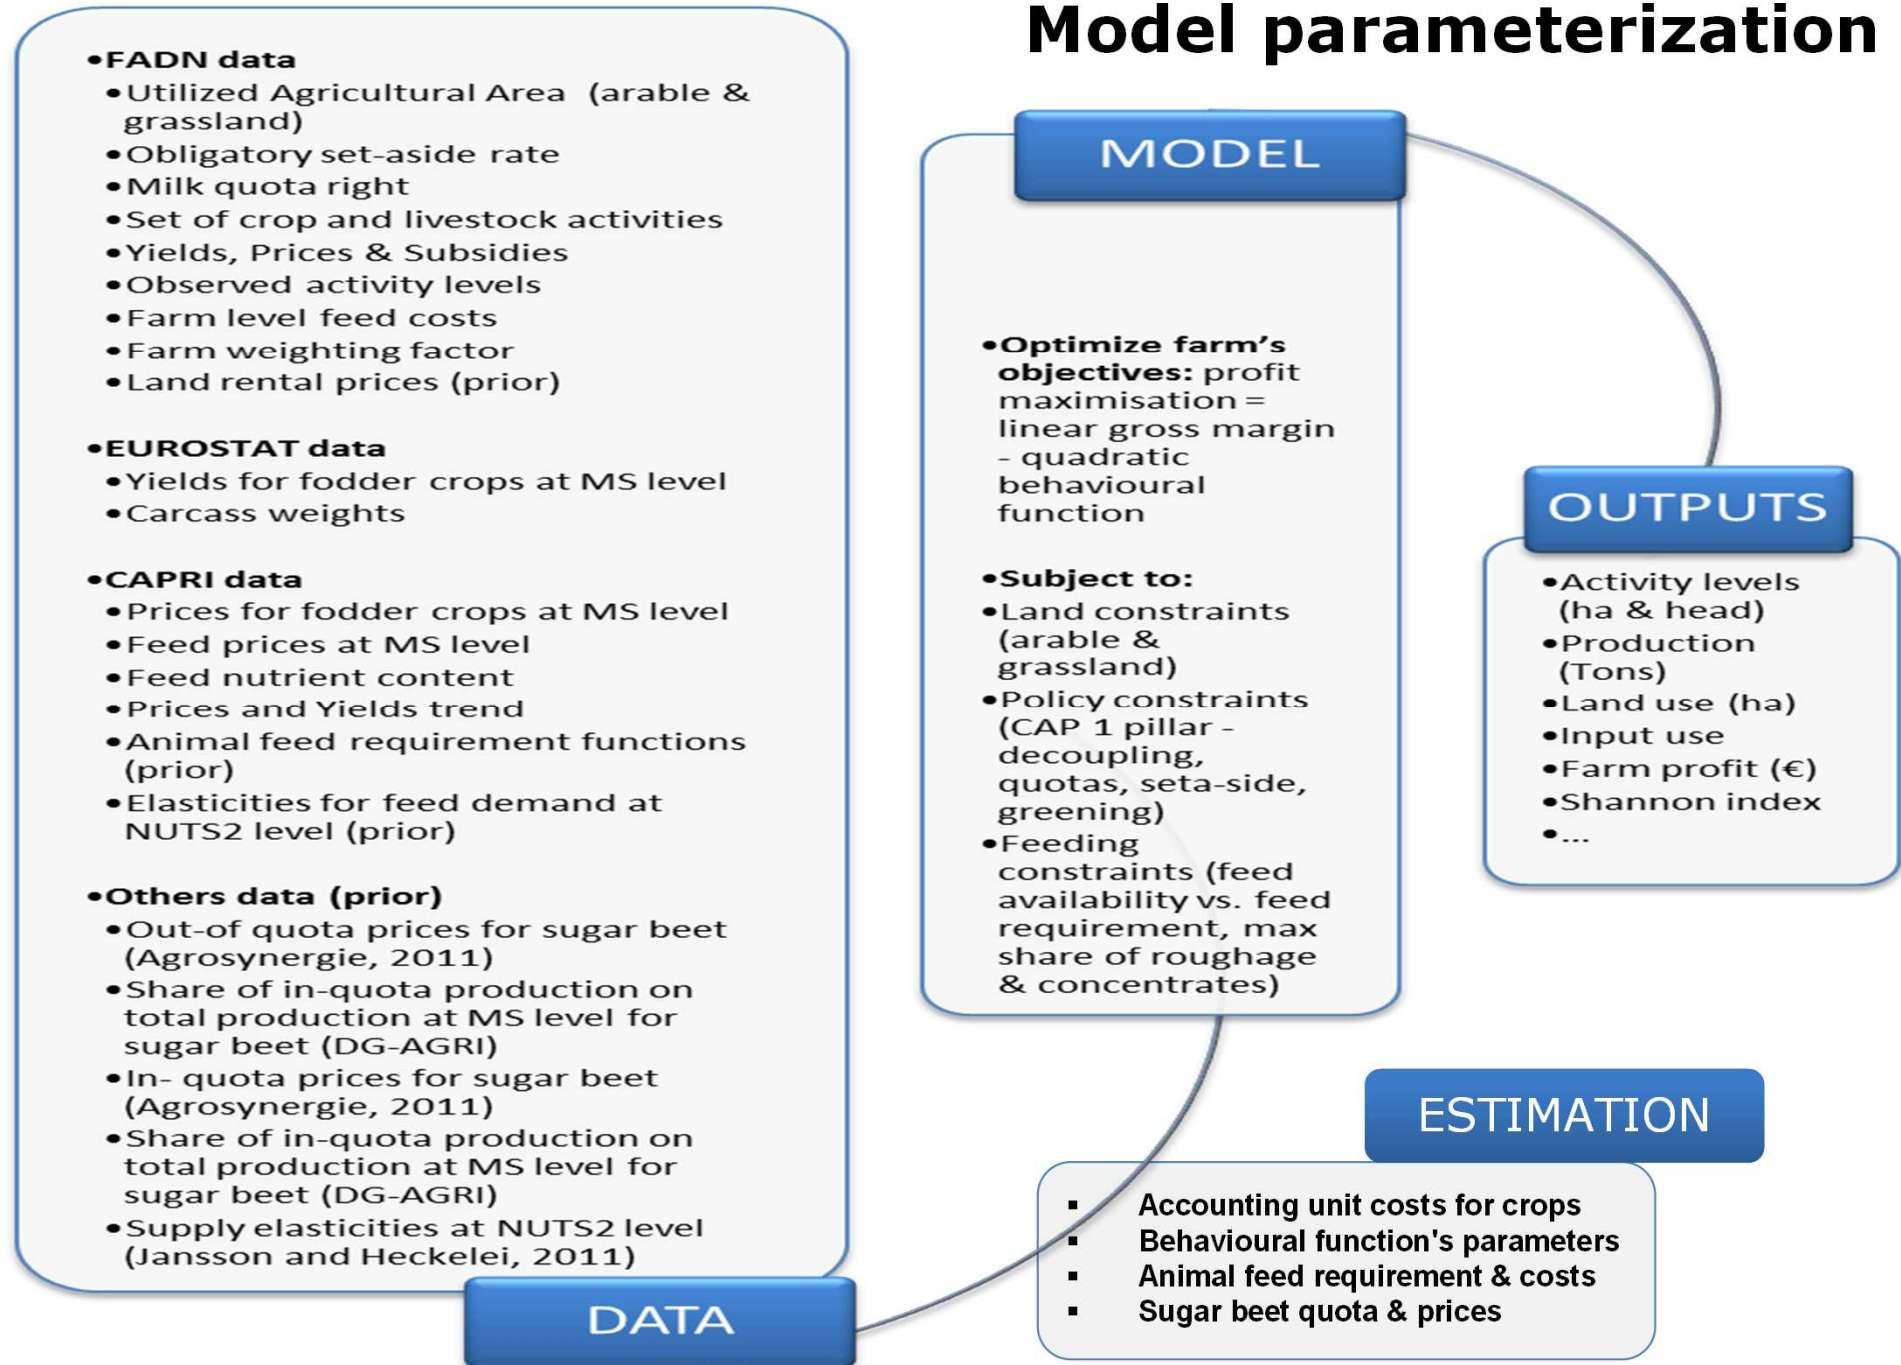 Model parameterization
•FADN data
•Utilized Agricultural Area (arable &
grassland)
•Obligatory set-aside rate
•Milk quota right
•Set of crop and livestock activities
•Yields, Prices & Subsidies
•Observed activity levels
•Farm level feed costs
•Farm weighting factor
•Land rental prices (prior)
•EUROSTAT data
•Yields for fodder crops at MS level
•Carcass weights
•CAPRI data
•Prices for fodder crops at MS level
•Feed prices at MS level
•Feed nutrient content
•Prices and Yields trend
•Animal feed requirement functions
(prior)
•Elasticities for feed demand at
NUTS2 level (prior)
•Others data (prior)
•Out-of quota prices for sugar beet
(Agrosynergie, 2011)
•Share of in-quota production on
total production at MS level for
sugar beet (DG-AGRI)
•In- quota prices for sugar beet
(Agrosynergie, 2011)
•Share of in-quota production on
total production at MS level for
sugar beet (DG-AGRI)
•Supply elasticities at NUTS2 level
(Jansson and Heckelei, 2011)
DATA
MODEL
•Optimize farm’s
objectives: profit
maximisation =
linear gross margin
- quadratic
behavioural
function
•Subject to:
•Land constraints
(arable &
grassland)
•Policy constraints
(CAP 1 pillar -
decoupling,
quotas, seta-side,
greening)
•Feeding
constraints (feed
availability vs. feed
requirement, max
share of roughage
& concentrates)
OUTPUTS
•Activity levels
(ha & head)
•Production
(Tons)
•Land use (ha)
•Input use
•Farm profit (€)
•Shannon index
•...
ESTIMATION
▪ Accounting unit costs for crops
▪ Behavioural function's parameters
▪ Animal feed requirement & costs
▪ Sugar beet quota & prices